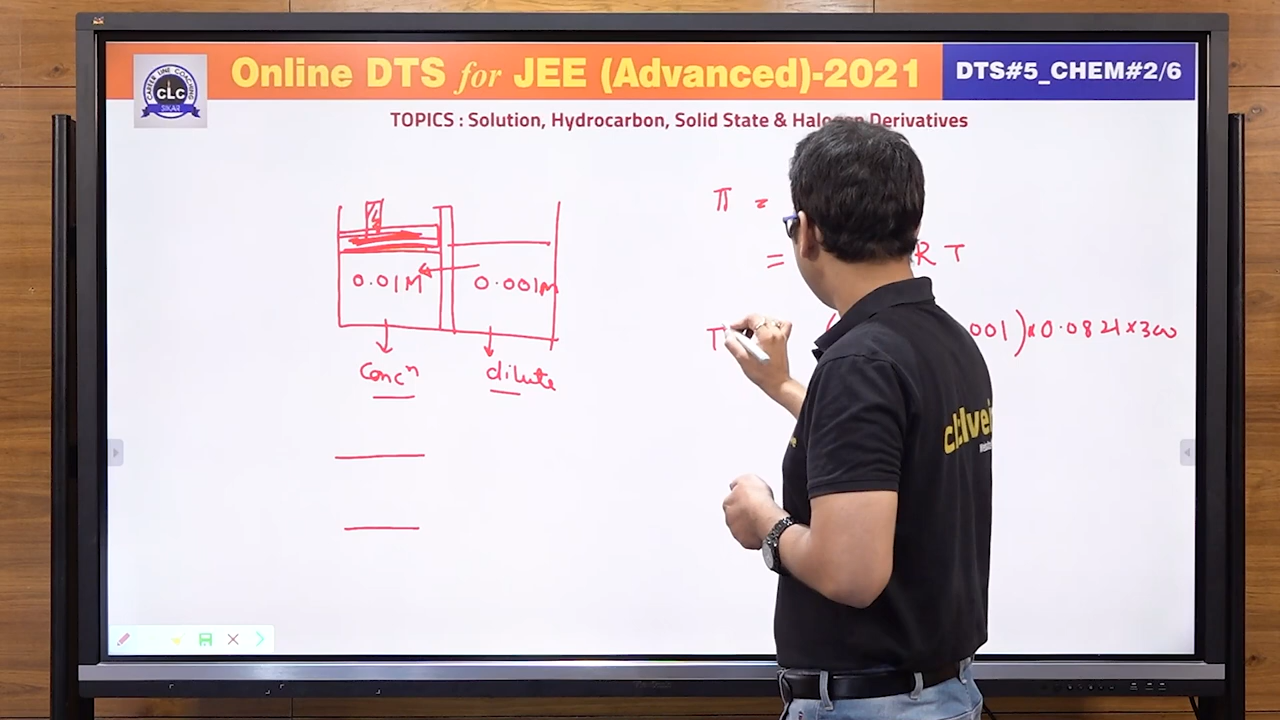 Online DTS for JEE (Advanced)-2021
DTS#5_CHEM#2/6
CAREER LINE COACHING
CLC
SIKAR
TOPICS : Solution, Hydrocarbon, Solid State & Derivatives
0.01M
0.001M
Concⁿ
dilute
π =
= R T
001) × 0.0821 × 300